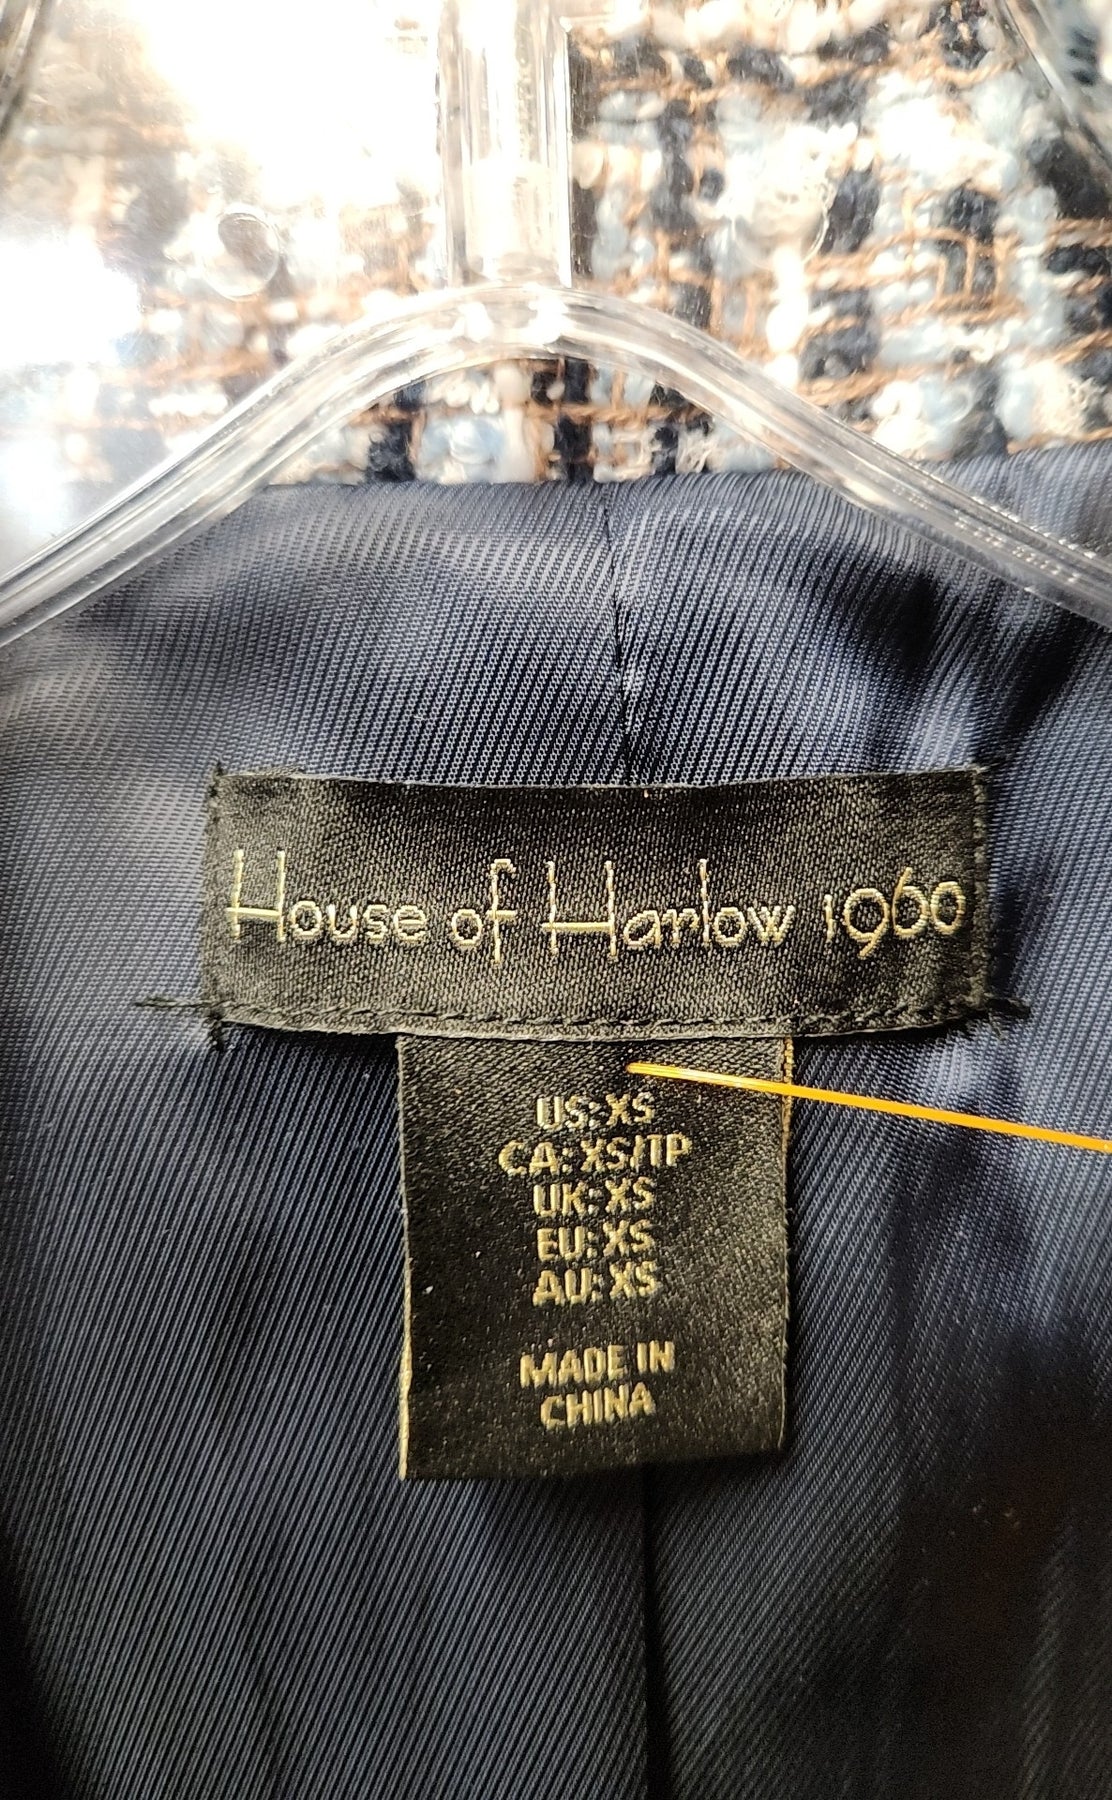 House of Harlow 1960
US: XS
CA: XS/TP
UK: XS
EU: XS
AU: XS
MADE IN
CHINA